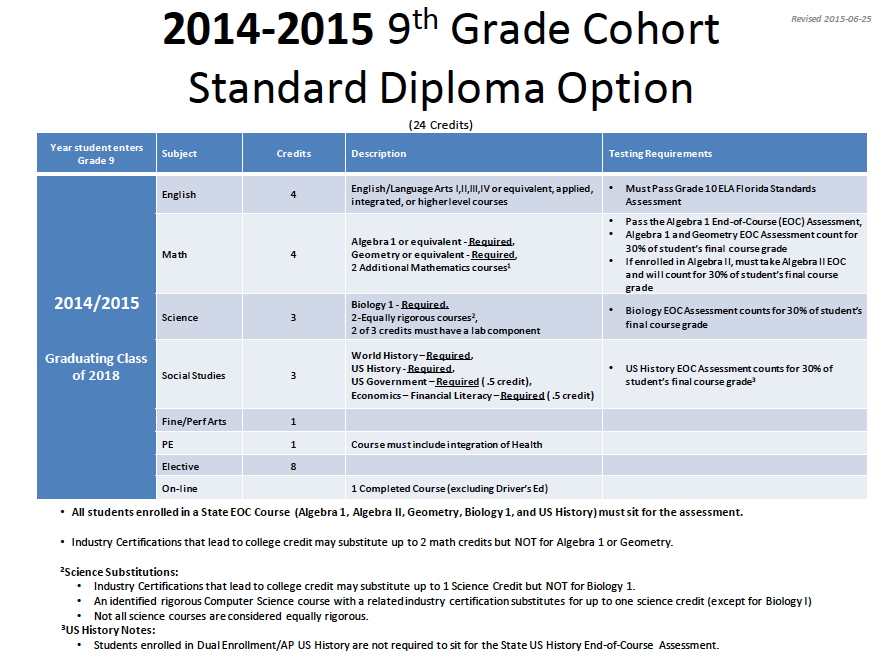 2014-2015 9th Grade Cohort
Revised 2015-06-25
Standard Diploma Option
(24 Credits)
Year student enters
Grade 9
Subject
Credits
Description
Testing Requirements
2014/2015
Graduating Class
of 2018
English
4
English/Language Arts I,II,III,IV or equivalent, applied,
integrated, or higher level courses
• Must Pass Grade 10 ELA Florida Standards
Assessment
Math
4
Algebra 1 or equivalent - Required,
Geometry or equivalent - Required,
2 Additional Mathematics courses¹
• Pass the Algebra 1 End-of-Course (EOC) Assessment,
• Algebra 1 and Geometry EOC Assessment count for
30% of student's final course grade
• If enrolled in Algebra II, must take Algebra II EOC
and will count for 30% of student's final course
grade
Science
3
Biology 1 - Required,
2-Equally rigorous courses²,
2 of 3 credits must have a lab component
• Biology EOC Assessment counts for 30% of student's
final course grade
Social Studies
3
World History – Required,
US History - Required,
US Government – Required ( .5 credit),
Economics – Financial Literacy – Required ( .5 credit)
• US History EOC Assessment counts for 30% of
student's final course grade³
Fine/Perf Arts
1
PE
1
Course must include integration of Health
Elective
8
On-line
1 Completed Course (excluding Driver's Ed)
• All students enrolled in a State EOC Course (Algebra 1, Algebra II, Geometry, Biology 1, and US History) must sit for the assessment.
• Industry Certifications that lead to college credit may substitute up to 2 math credits but NOT for Algebra 1 or Geometry.
²Science Substitutions:
• Industry Certifications that lead to college credit may substitute up to 1 Science Credit but NOT for Biology 1.
• An identified rigorous Computer Science course with a related industry certification substitutes for up to one science credit (except for Biology I)
• Not all science courses are considered equally rigorous.
³US History Notes:
• Students enrolled in Dual Enrollment/AP US History are not required to sit for the State US History End-of-Course Assessment.